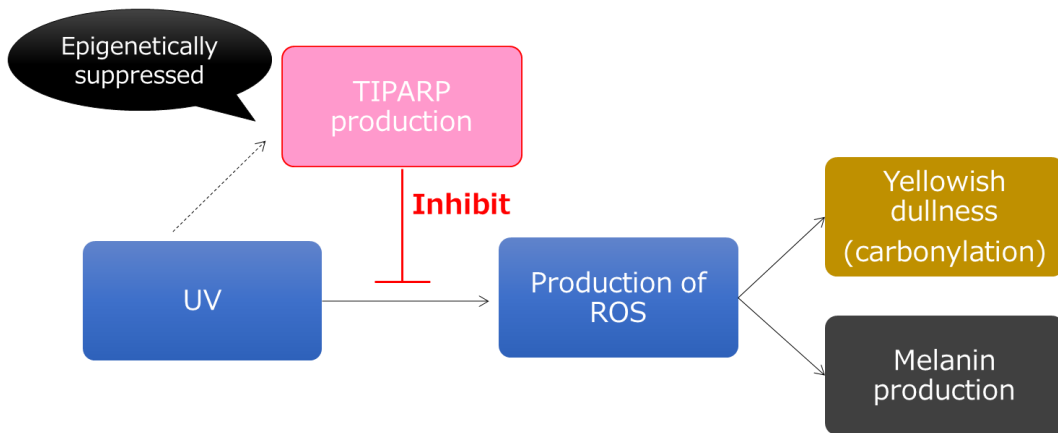 Epigenetically
suppressed
TIPARP
production
Inhibit
UV
Production of
ROS
Yellowish
dullness
(carbonylation)
Melanin
production